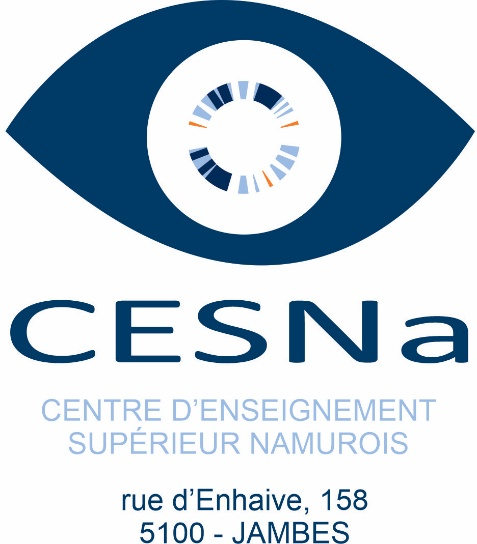 CESNa
CENTRE D'ENSEIGNEMENT
SUPÉRIEUR NAMUROIS
rue d'Enhaive, 158
5100 - JAMBES